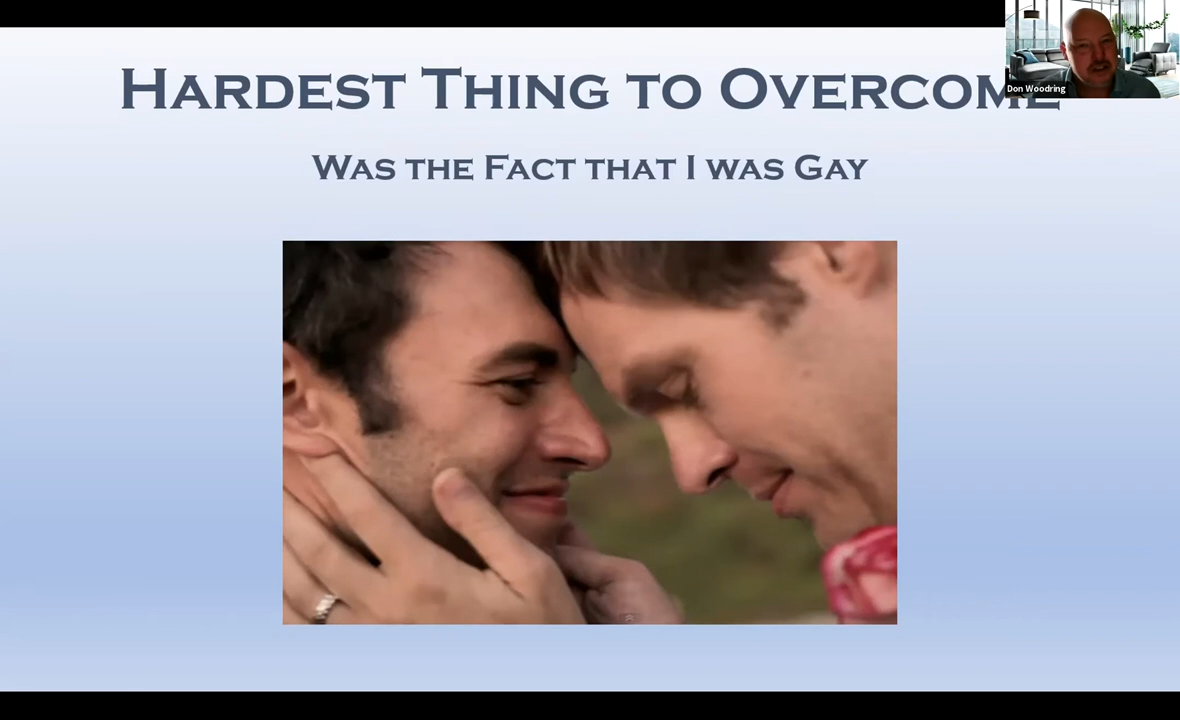 Hardest Thing to Overcome
Don Woodring
Was the Fact that I was Gay